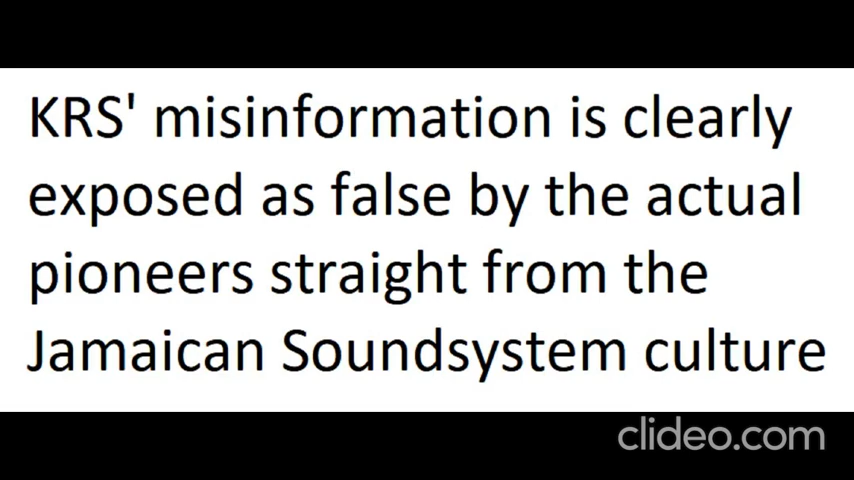 KRS' misinformation is clearly
exposed as false by the actual
pioneers straight from the
Jamaican Soundsystem culture
clideo.com